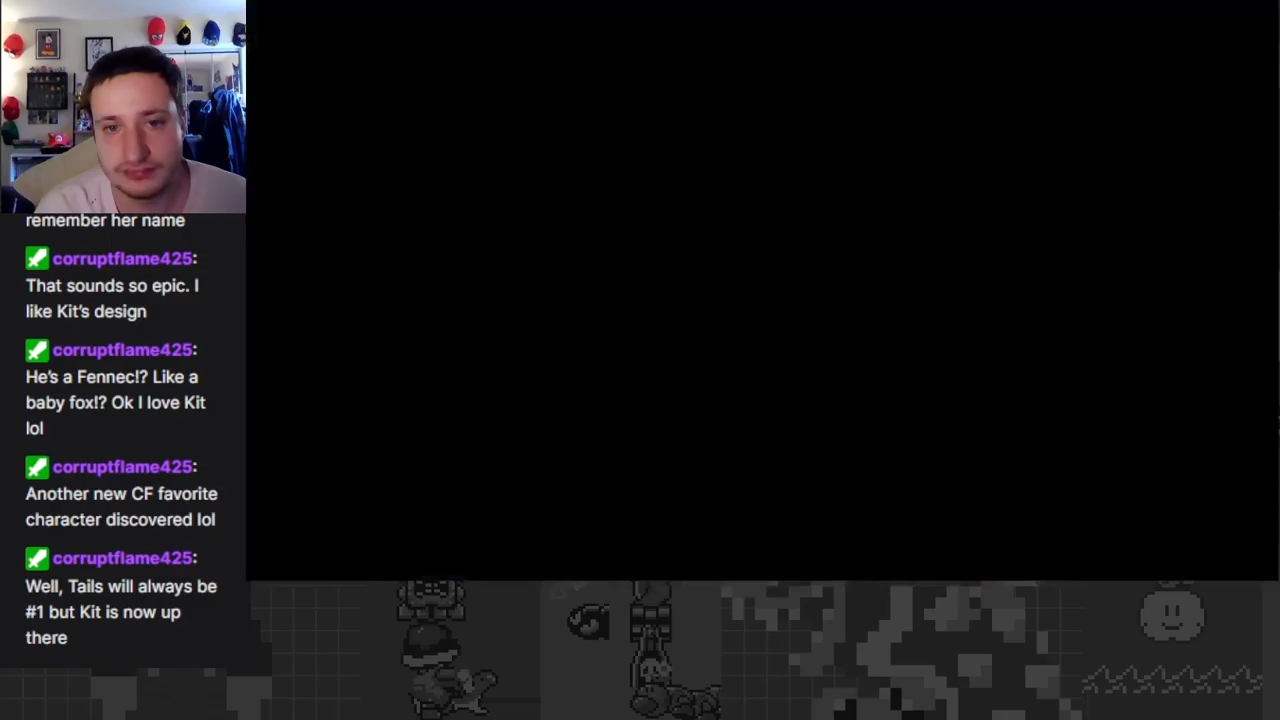 remember her name
corruptflame425:
That sounds so epic. I
like Kit's design
corruptflame425:
He's a Fennec!? Like a
baby fox!? Ok I love Kit
lol
corruptflame425:
Another new CF favorite
character discovered lol
corruptflame425:
Well, Tails will always be
#1 but Kit is now up
there